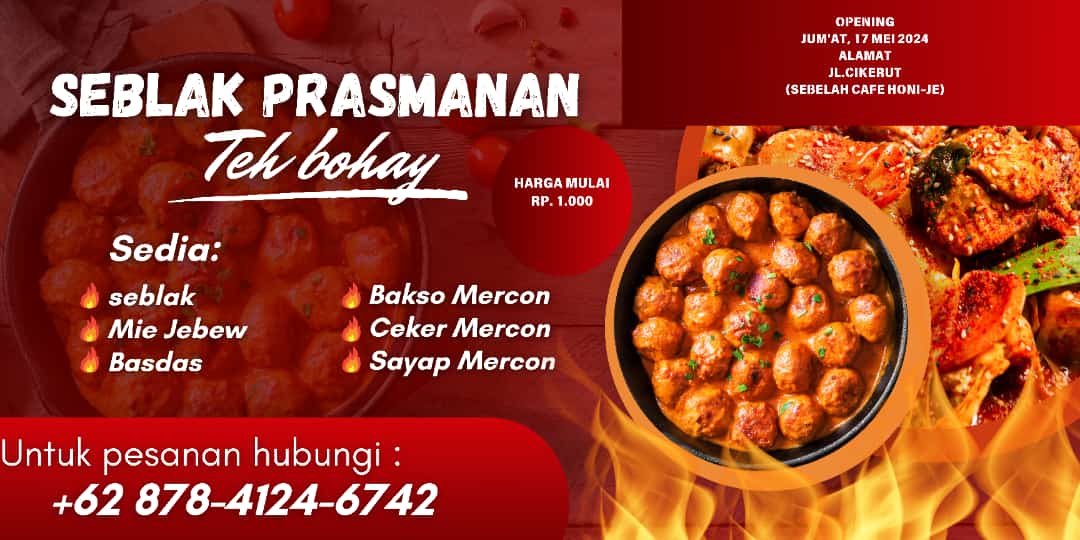 SEBLAK PRASMANAN
Teh bohay
OPENING
JUM'AT, 17 MEI 2024
ALAMAT
JL.CIKERUT
(SEBELAH CAFE HONI-JE)
HARGA MULAI
RP. 1.000
Sedia:
seblak
Mie Jebew
Basdas
Bakso Mercon
Ceker Mercon
Sayap Mercon
Untuk pesanan hubungi :
+62 878-4124-6742